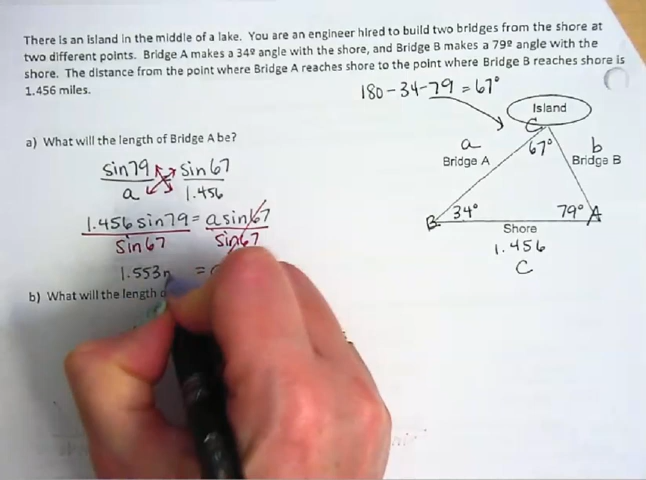 There is an island in the middle of a lake. You are an engineer hired to build two bridges from the shore at
two different points. Bridge A makes a 34º angle with the shore, and Bridge B makes a 79º angle with the
shore. The distance from the point where Bridge A reaches shore to the point where Bridge B reaches shore is
1.456 miles.
180-34-79=67°
Island
C
67°
a
Bridge A
b
Bridge B
B
34°
79°
A
Shore
1.456
C
a) What will the length of Bridge A be?
sin79 sin67
a 1.456
1.456 sin79 = a sin67
sin67 sin67
1.553m =
b) What will the length